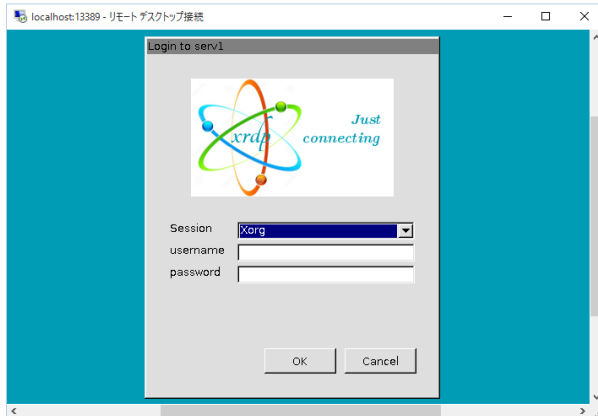 localhost:13389 - リモート デスクトップ接続
Login to serv1
Just
xrdp connecting
Session Xorg
username
password
OK Cancel